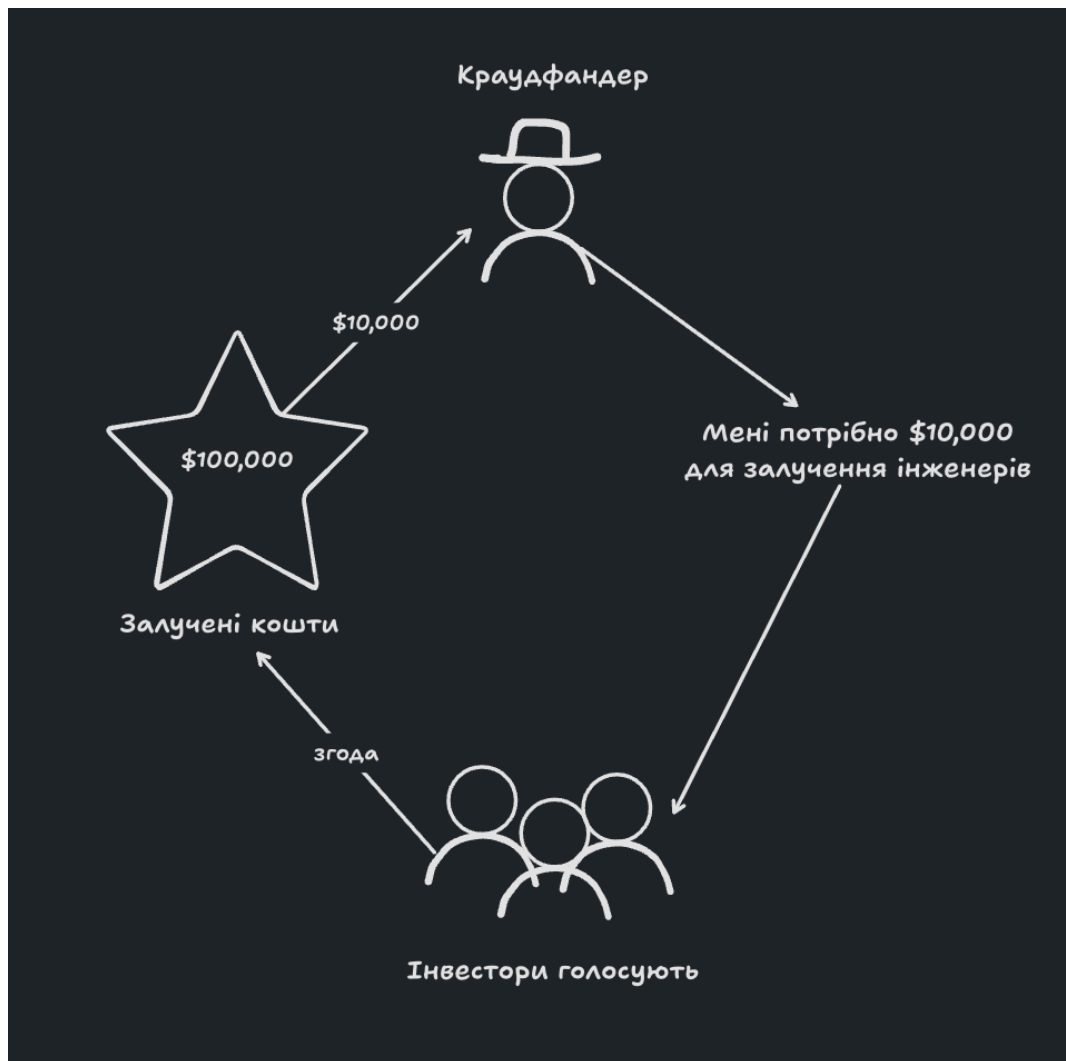 Краудфандер
$10,000
Мені потрібно $10,000
для залучення інженерів
$100,000
Залучені кошти
згода
Інвестори голосують